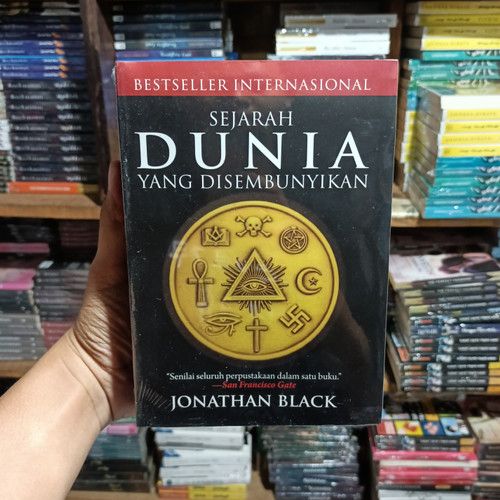 BESTSELLER INTERNASIONAL
SEJARAH
DUNIA
YANG DISEMBUNYIKAN
"Senilai seluruh perpustakaan dalam satu buku."
—San Francisco Gate
JONATHAN BLACK